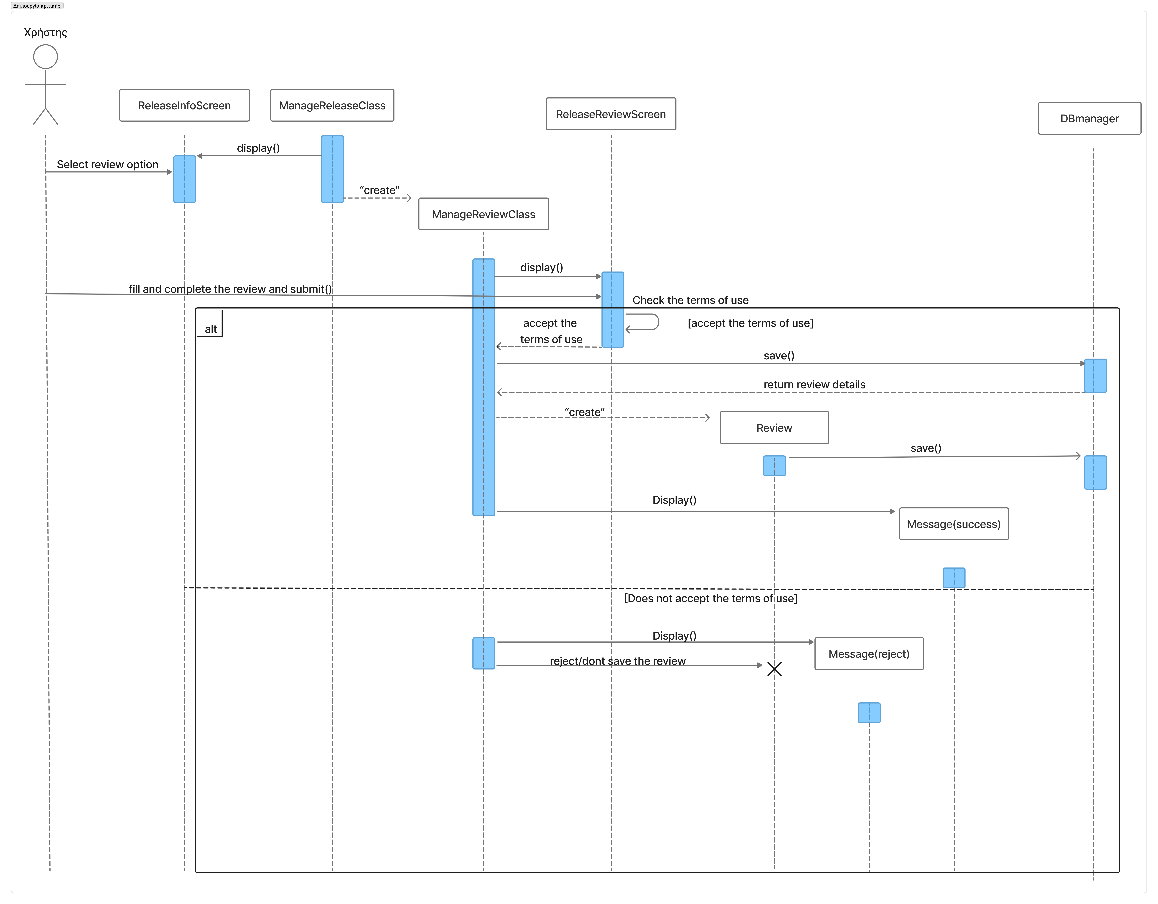 Χρήστης
ReleaseInfoScreen
ManageReleaseClass
ReleaseReviewScreen
DBmanager
display()
Select review option
“create”
ManageReviewClass
display()
fill and complete the review and submit()
Check the terms of use
alt
accept the
terms of use
[accept the terms of use]
save()
return review details
“create”
Review
save()
Display()
Message(success)
[Does not accept the terms of use]
Display()
Message(reject)
reject/dont save the review